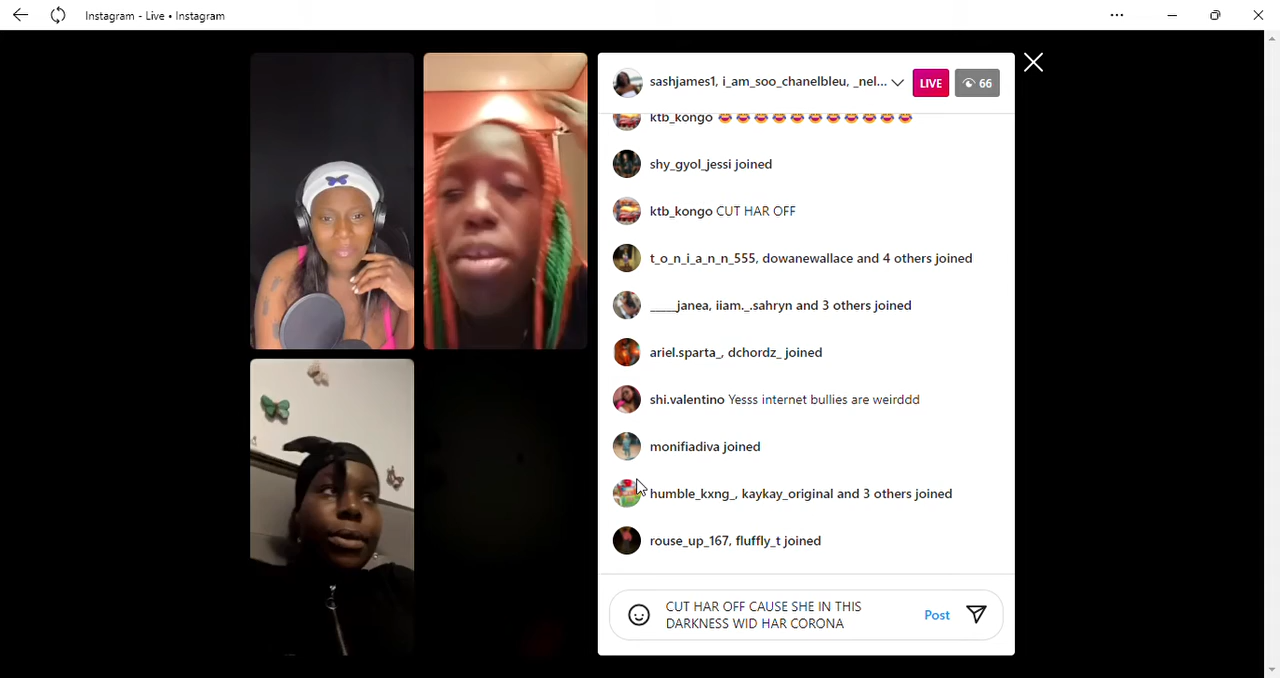 Instagram - Live • Instagram
sashjames1, i_am_soo_chanelbleu, _nel...
LIVE
66
ktb_kongo 😂😂😂😂😂😂😂😂😂😂😂
shy_gyol_jessi joined
ktb_kongo CUT HAR OFF
t_o_n_i_a_n_n_555, dowanewallace and 4 others joined
____janea, iiam._.sahryn and 3 others joined
ariel.sparta_, dchordz_ joined
shi.valentino Yesss internet bullies are weirddd
monifiadiva joined
humble_kxng_, kaykay_original and 3 others joined
rouse_up_167, fluffly_t joined
CUT HAR OFF CAUSE SHE IN THIS
DARKNESS WID HAR CORONA
Post